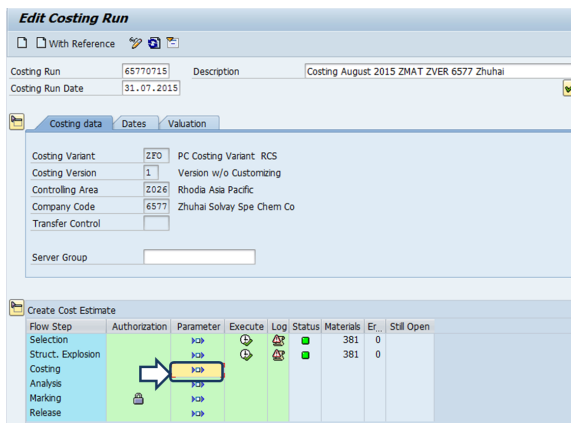 Edit Costing Run
With Reference
Costing Run 65770715 Description Costing August 2015 ZMAT ZVER 6577 Zhuhai
Costing Run Date 31.07.2015
Costing data Dates Valuation
Costing Variant ZFO PC Costing Variant RCS
Costing Version 1 Version w/o Customizing
Controlling Area Z026 Rhodia Asia Pacific
Company Code 6577 Zhuhai Solvay Spe Chem Co
Transfer Control
Server Group
Create Cost Estimate
Flow Step Authorization Parameter Execute Log Status Materials Er... Still Open
Selection 381 0
Struct. Explosion 381 0
Costing
Analysis
Marking
Release